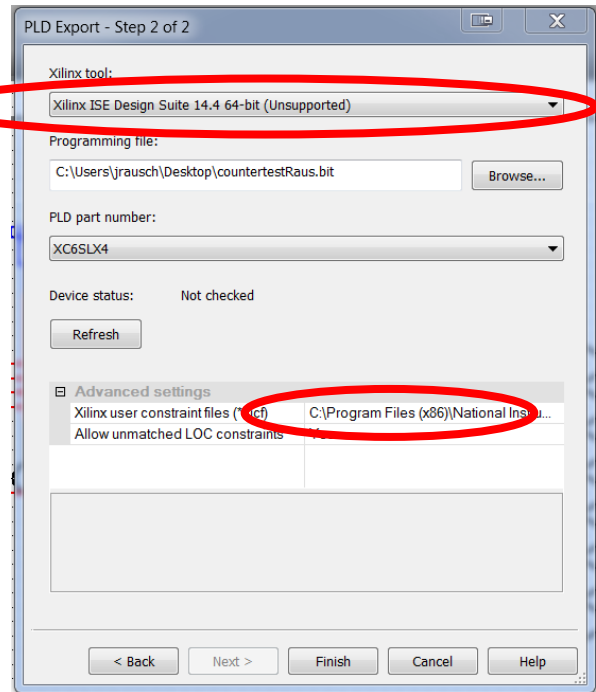 PLD Export - Step 2 of 2
Xilinx tool:
Xilinx ISE Design Suite 14.4 64-bit (Unsupported)
Programming file:
C:\Users\jrausch\Desktop\countertestRaus.bit
Browse...
PLD part number:
XC6SLX4
Device status: Not checked
Refresh
Advanced settings
Xilinx user constraint files C:\Program Files (x86)\National Instru...
Allow unmatched LOC constraints
< Back Next > Finish Cancel Help